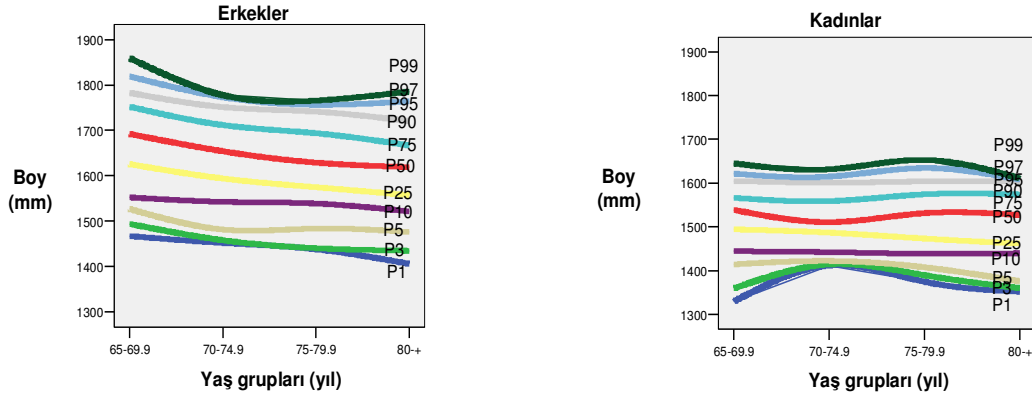 Erkekler
1900
1800
1700
1600
1500
1400
1300
Boy
(mm)
P99
P97
P95
P90
P75
P50
P25
P10
P5
P3
P1
65-69.9
70-74.9
75-79.9
80-+
Yaş grupları (yıl)
Kadınlar
1900
1800
1700
1600
1500
1400
1300
Boy
(mm)
P99
P97
P95
P90
P75
P50
P25
P10
P5
P3
P1
65-69.9
70-74.9
75-79.9
80-+
Yaş grupları (yıl)